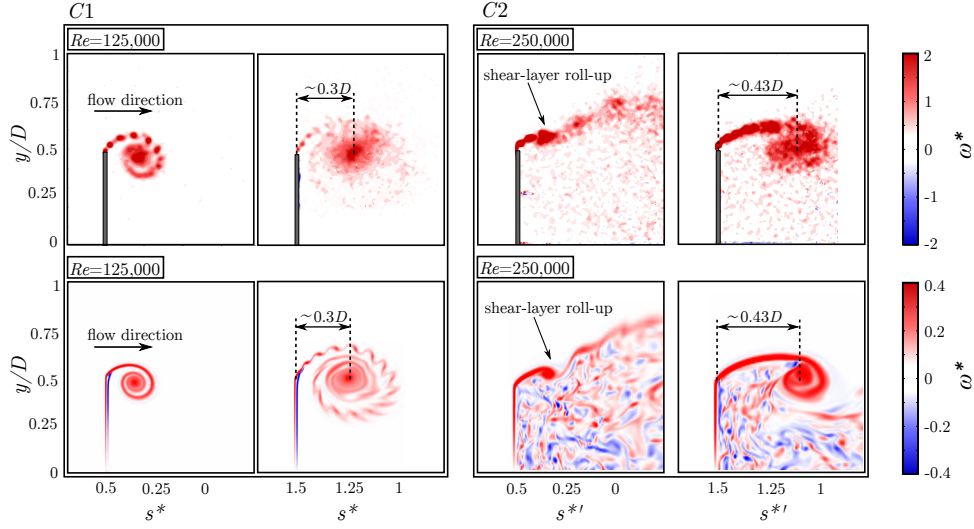 C1
C2
Re=125,000
Re=250,000
1
0.75
0.5
0.25
0
y/D
flow direction
~0.3D
shear-layer roll-up
~0.43D
2
1
0
-1
-2
ω*
Re=125,000
Re=250,000
1
0.75
0.5
0.25
0
y/D
flow direction
~0.3D
shear-layer roll-up
~0.43D
0.4
0.2
0
-0.2
-0.4
ω*
0.5 0.25 0
1.5 1.25 1
0.5 0.25 0
1.5 1.25 1
s* s* s*′ s*′